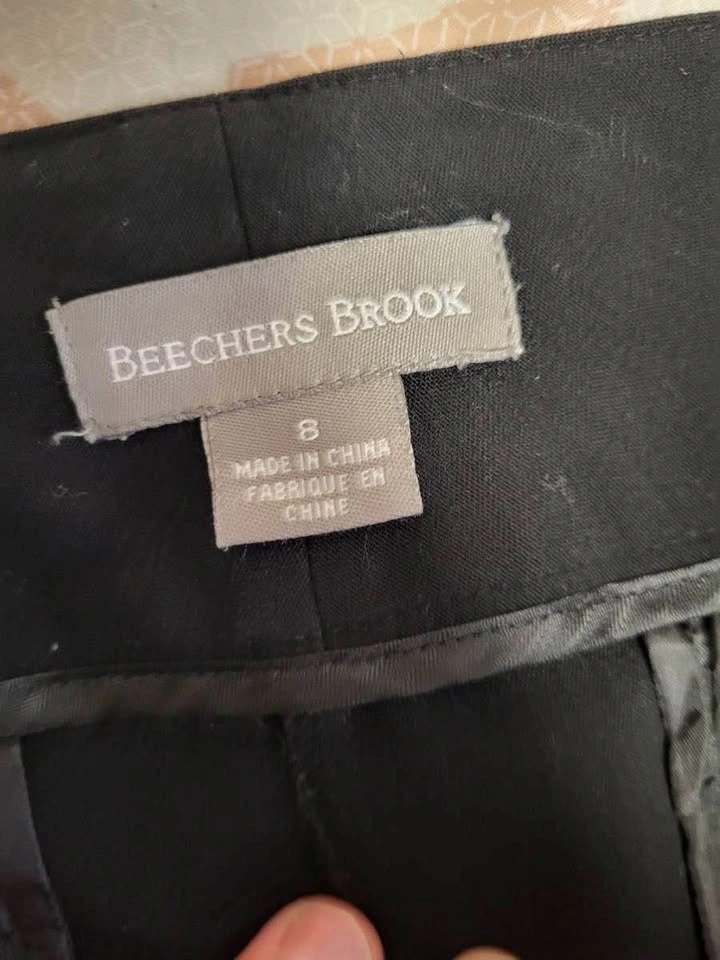 BEECHERS BROOK
8
MADE IN CHINA
FABRIQUE EN
CHINE